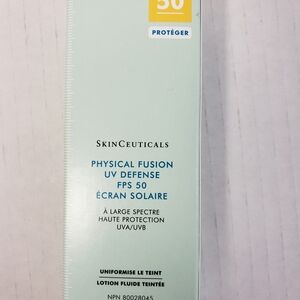 50
PROTÉGER
SKINCEUTICALS
PHYSICAL FUSION
UV DEFENSE
FPS 50
ÉCRAN SOLAIRE
À LARGE SPECTRE
HAUTE PROTECTION
UVA/UVB
UNIFORMISE LE TEINT
LOTION FLUIDE TEINTÉE
NPN 80028045